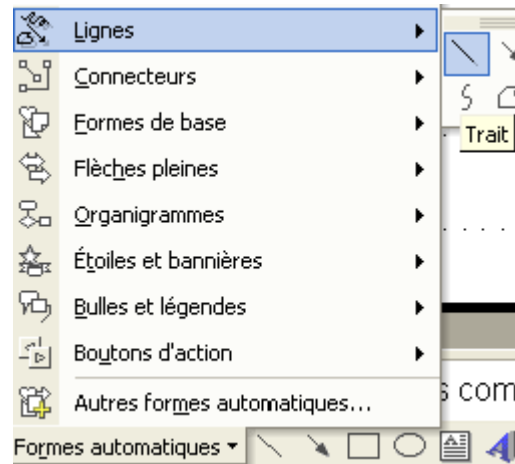 Lignes
Connecteurs
Formes de base
Flèches pleines
Organigrammes
Étoiles et bannières
Bulles et légendes
Boutons d'action
Autres formes automatiques...
Formes automatiques
Trait
s com
A